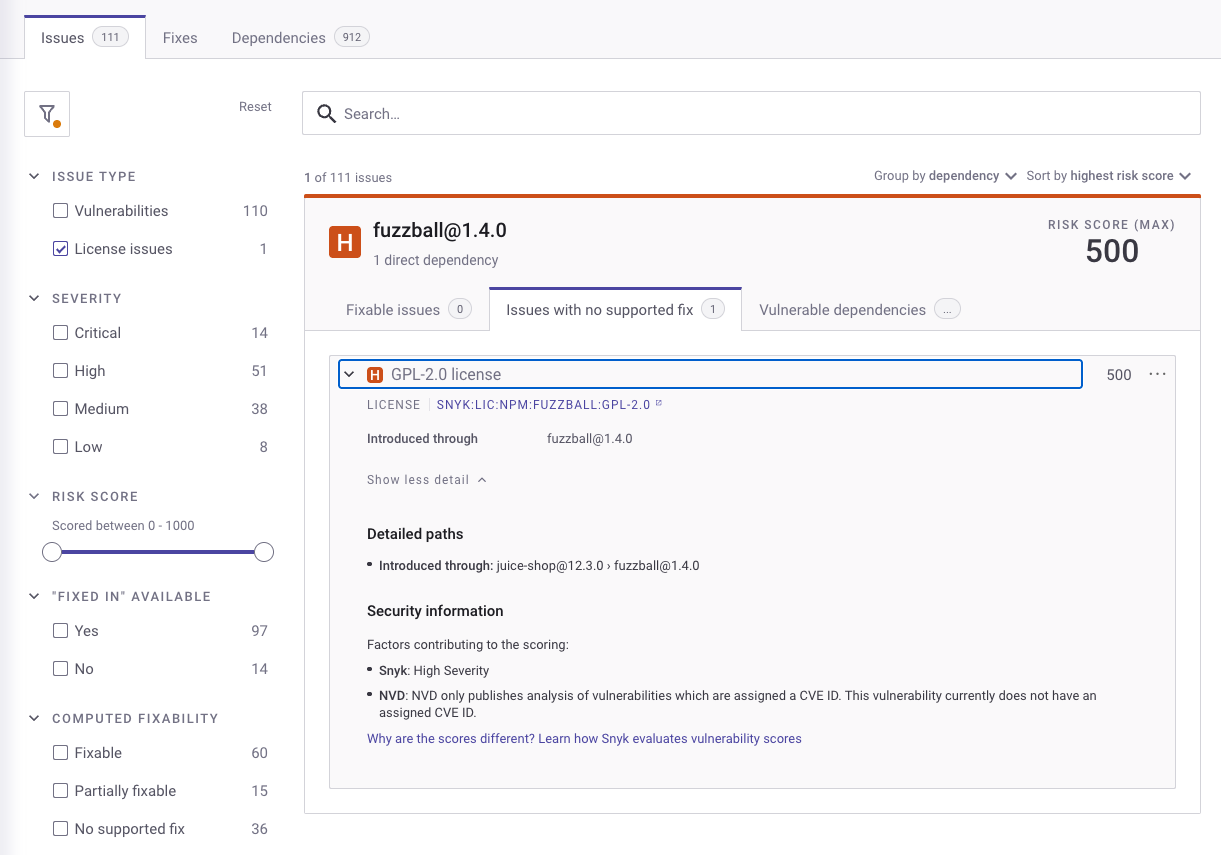 Issues 111 Fixes Dependencies 912
Reset
Search...
ISSUE TYPE
Vulnerabilities 110
License issues 1
SEVERITY
Critical 14
High 51
Medium 38
Low 8
RISK SCORE
Scored between 0 - 1000
"FIXED IN" AVAILABLE
Yes 97
No 14
COMPUTED FIXABILITY
Fixable 60
Partially fixable 15
No supported fix 36
1 of 111 issues Group by dependency Sort by highest risk score
H fuzzball@1.4.0
1 direct dependency
RISK SCORE (MAX)
500
Fixable issues 0 Issues with no supported fix 1 Vulnerable dependencies ...
H GPL-2.0 license 500 ...
LICENSE SNYK:LIC:NPM:FUZZBALL:GPL-2.0
Introduced through fuzzball@1.4.0
Show less detail
Detailed paths
• Introduced through: juice-shop@12.3.0 › fuzzball@1.4.0
Security information
Factors contributing to the scoring:
• Snyk: High Severity
• NVD: NVD only publishes analysis of vulnerabilities which are assigned a CVE ID. This vulnerability currently does not have an
assigned CVE ID.
Why are the scores different? Learn how Snyk evaluates vulnerability scores